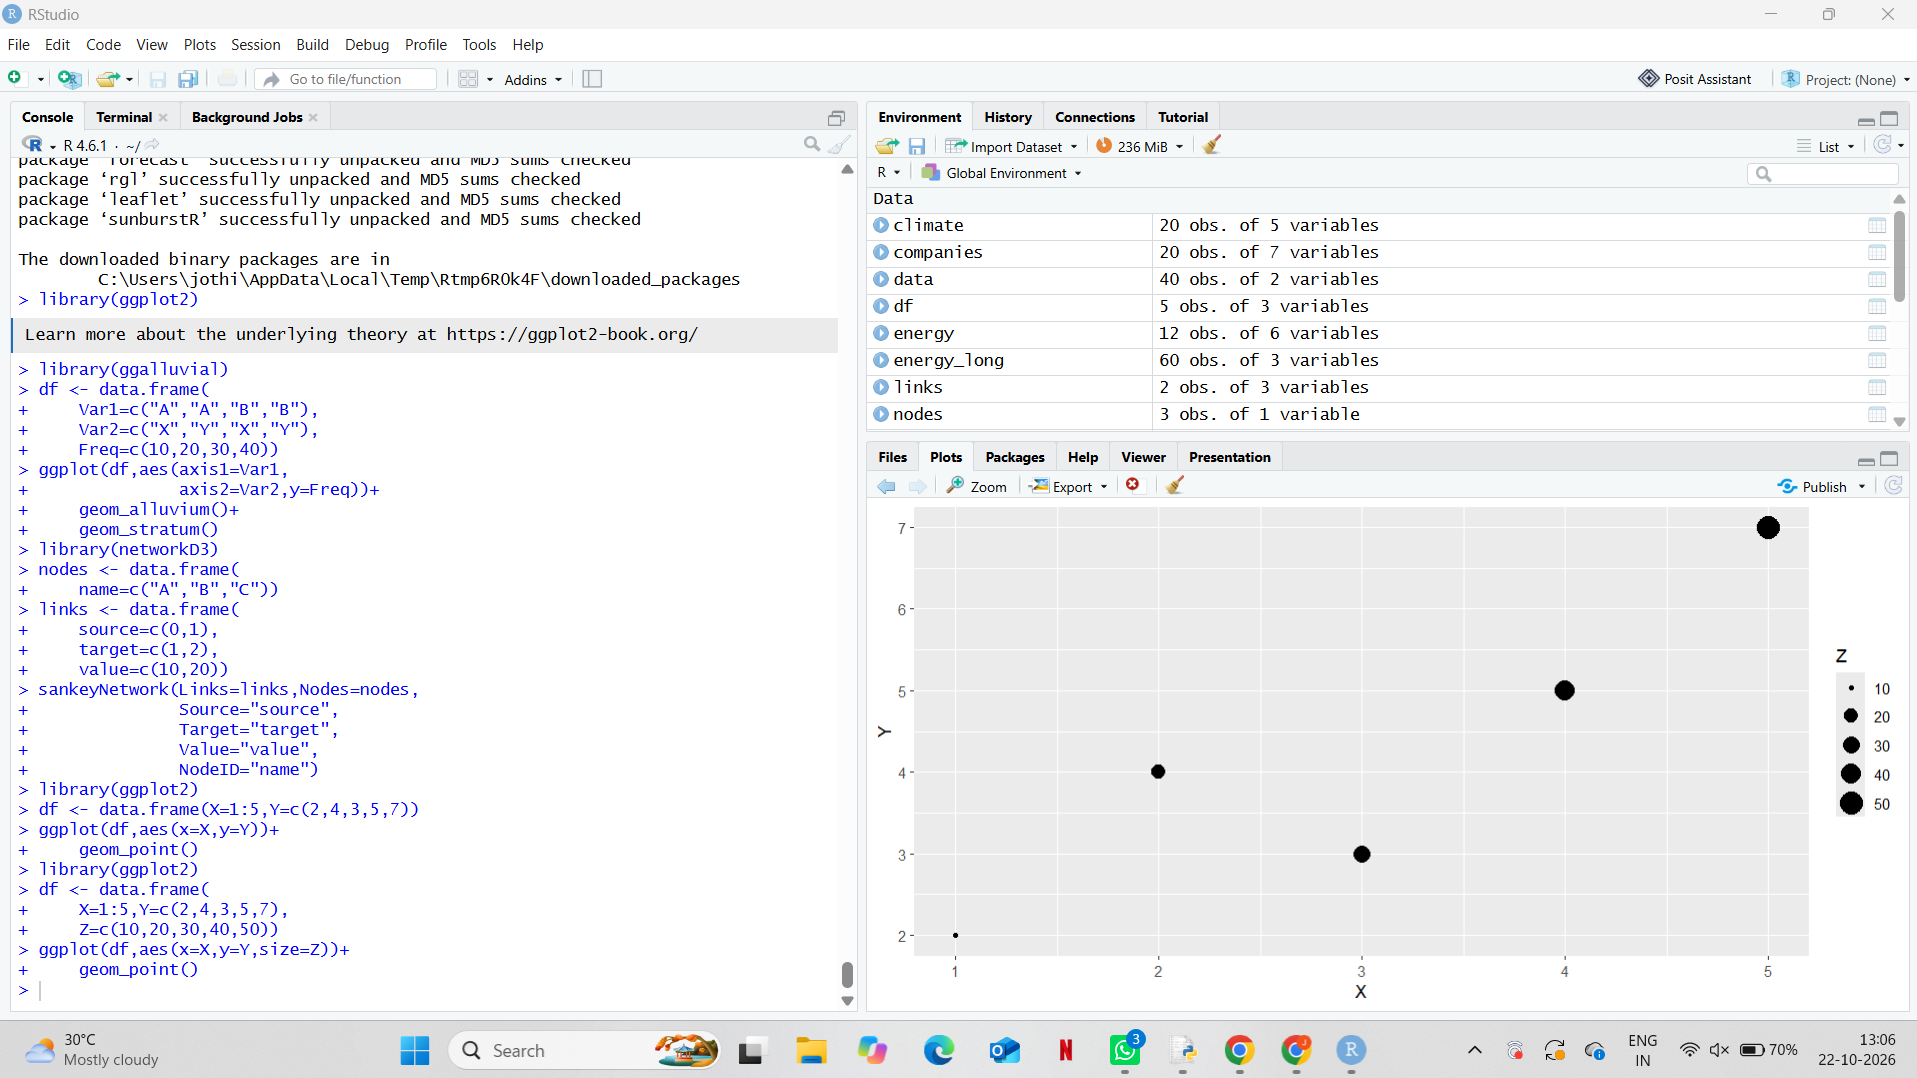 RStudio
File Edit Code View Plots Session Build Debug Profile Tools Help
Go to file/function Addins Posit Assistant Project: (None)
Console Terminal Background Jobs
R 4.6.1 · ~/
package ‘forecast’ successfully unpacked and MD5 sums checked
package ‘rgl’ successfully unpacked and MD5 sums checked
package ‘leaflet’ successfully unpacked and MD5 sums checked
package ‘sunburstR’ successfully unpacked and MD5 sums checked
The downloaded binary packages are in
        C:\Users\jothi\AppData\Local\Temp\Rtmp6ROk4F\downloaded_packages
> library(ggplot2)
Learn more about the underlying theory at https://ggplot2-book.org/
> library(ggalluvial)
> df <- data.frame(
+     Var1=c("A","A","B","B"),
+     Var2=c("X","Y","X","Y"),
+     Freq=c(10,20,30,40))
> ggplot(df,aes(axis1=Var1,
+               axis2=Var2,y=Freq))+
+     geom_alluvium()+
+     geom_stratum()
> library(networkD3)
> nodes <- data.frame(
+     name=c("A","B","C"))
> links <- data.frame(
+     source=c(0,1),
+     target=c(1,2),
+     value=c(10,20))
> sankeyNetwork(Links=links,Nodes=nodes,
+               Source="source",
+               Target="target",
+               Value="value",
+               NodeID="name")
> library(ggplot2)
> df <- data.frame(X=1:5,Y=c(2,4,3,5,7))
> ggplot(df,aes(x=X,y=Y))+
+     geom_point()
> library(ggplot2)
> df <- data.frame(
+     X=1:5,Y=c(2,4,3,5,7),
+     Z=c(10,20,30,40,50))
> ggplot(df,aes(x=X,y=Y,size=Z))+
+     geom_point()
>
Environment History Connections Tutorial
Import Dataset 236 MiB List
R Global Environment
Data
climate 20 obs. of 5 variables
companies 20 obs. of 7 variables
data 40 obs. of 2 variables
df 5 obs. of 3 variables
energy 12 obs. of 6 variables
energy_long 60 obs. of 3 variables
links 2 obs. of 3 variables
nodes 3 obs. of 1 variable
Files Plots Packages Help Viewer Presentation
Zoom Export Publish
7
6
5
4
3
2
Y
1 2 3 4 5
X
Z
10
20
30
40
50
30°C
Mostly cloudy
Search
3
ENG
IN
70%
13:06
22-10-2026